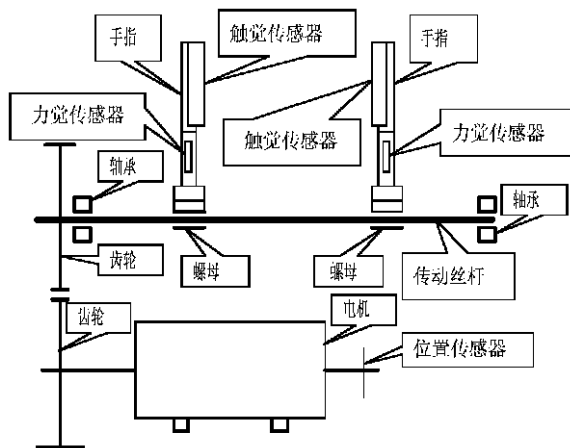 手指
触觉传感器
手指
力觉传感器
触觉传感器
力觉传感器
轴承
轴承
齿轮
螺母
螺母
传动丝杆
齿轮
电机
位置传感器